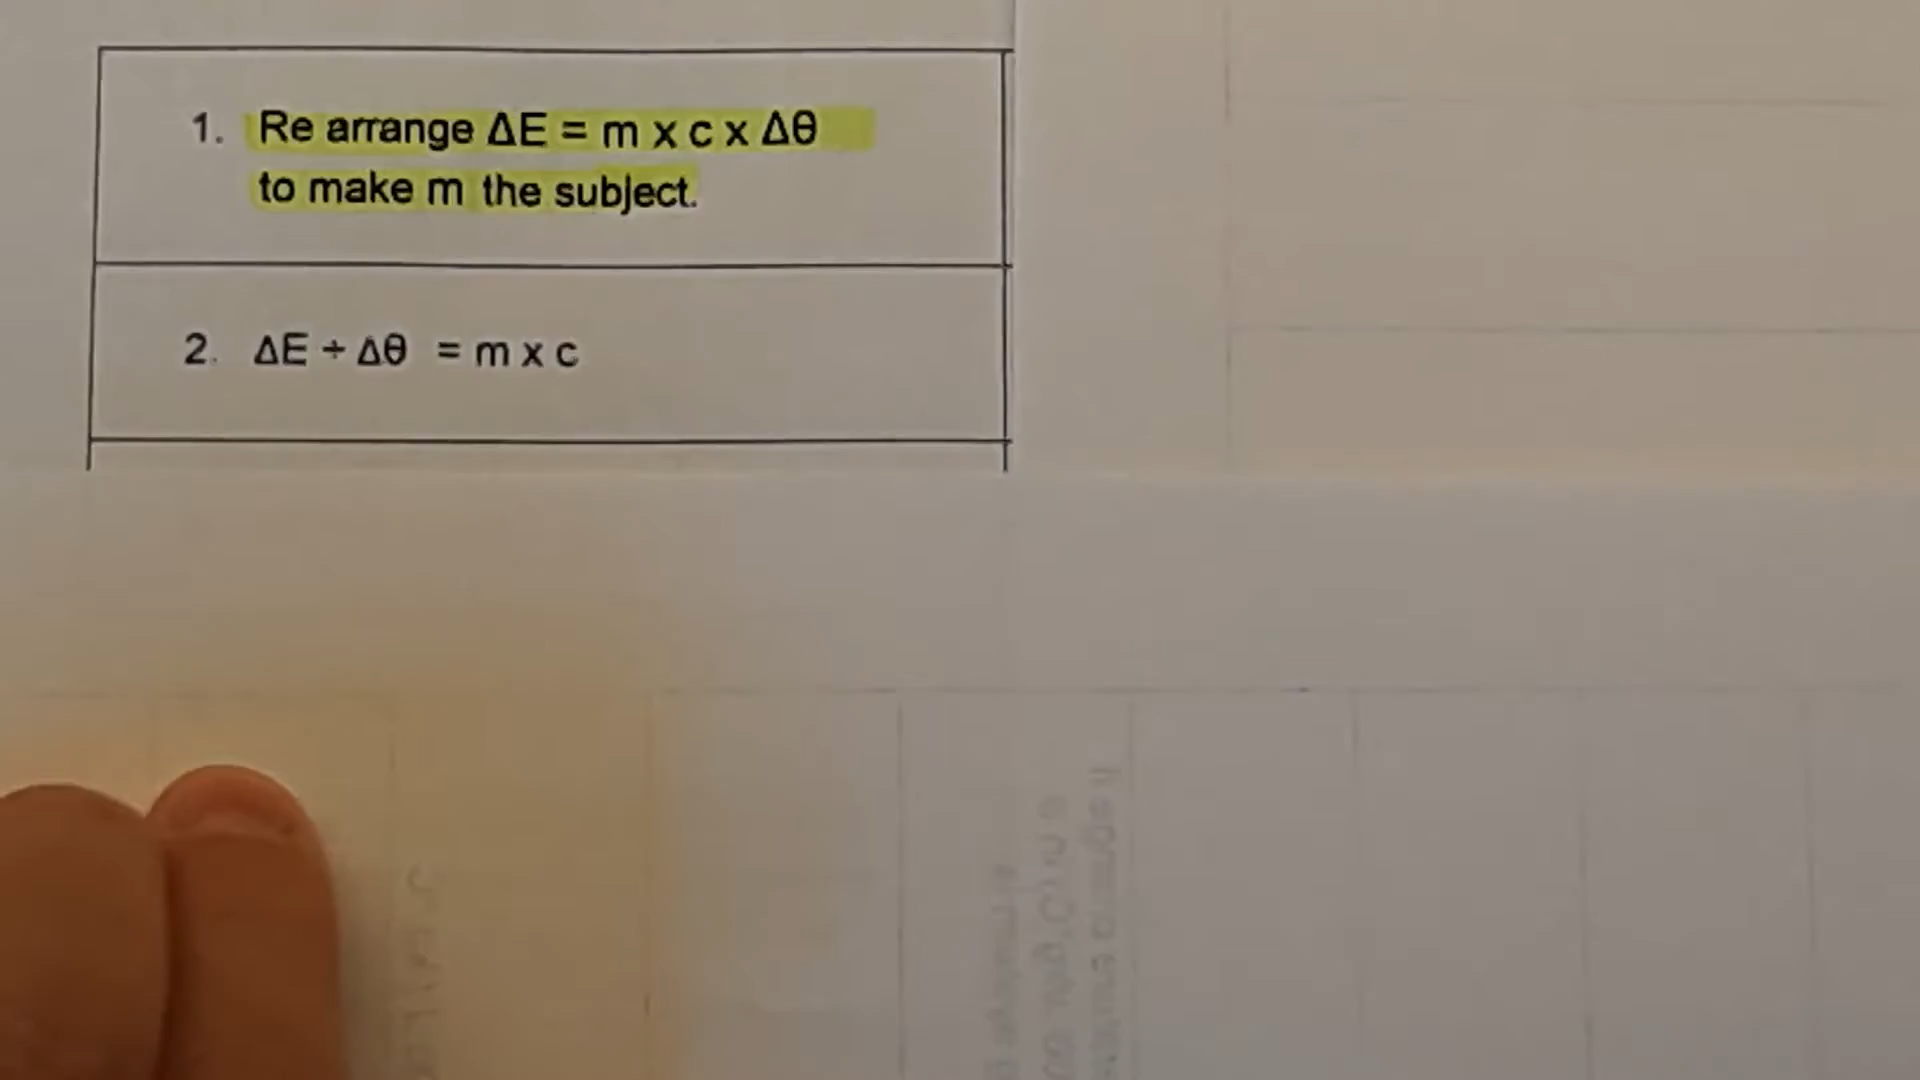 1. Re arrange ΔE = m x c x Δθ
to make m the subject.
2. ΔE ÷ Δθ = m x c